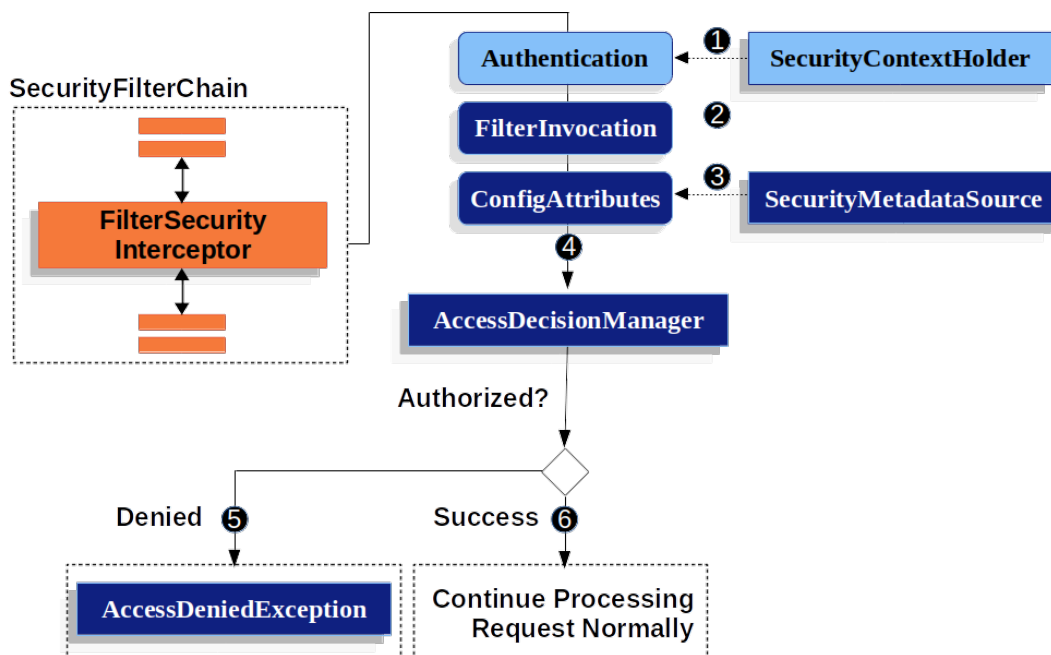 Authentication
1
SecurityContextHolder
SecurityFilterChain
FilterInvocation
2
ConfigAttributes
3
SecurityMetadataSource
FilterSecurity
Interceptor
4
AccessDecisionManager
Authorized?
Denied
5
Success
6
AccessDeniedException
Continue Processing
Request Normally